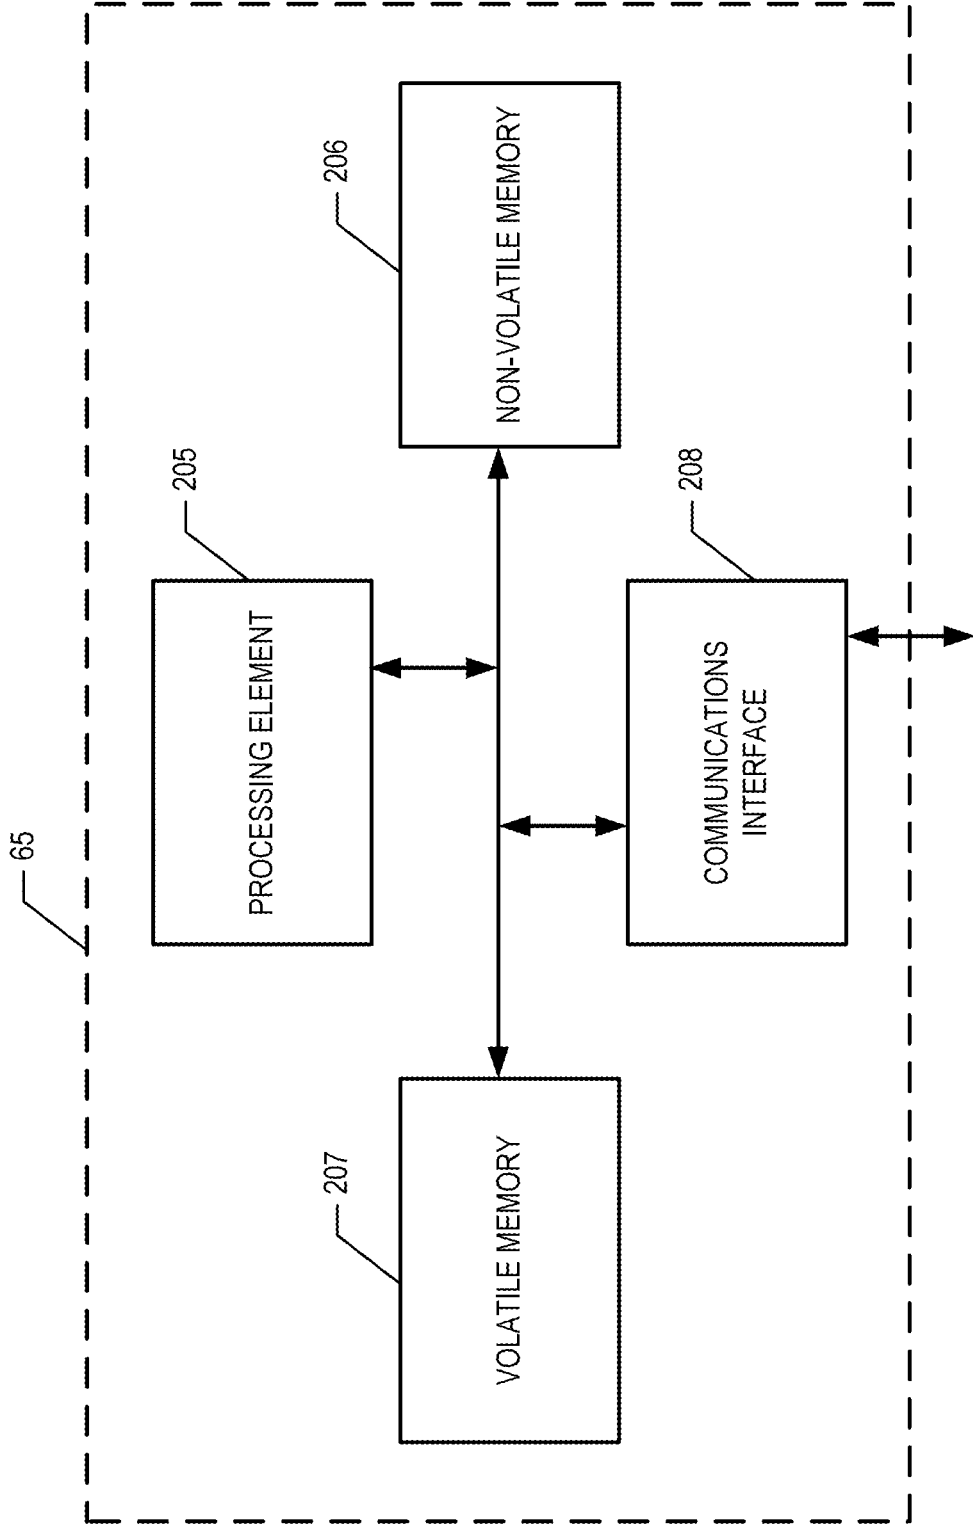 65
PROCESSING ELEMENT
205
VOLATILE MEMORY
207
NON-VOLATILE MEMORY
206
COMMUNICATIONS
INTERFACE
208